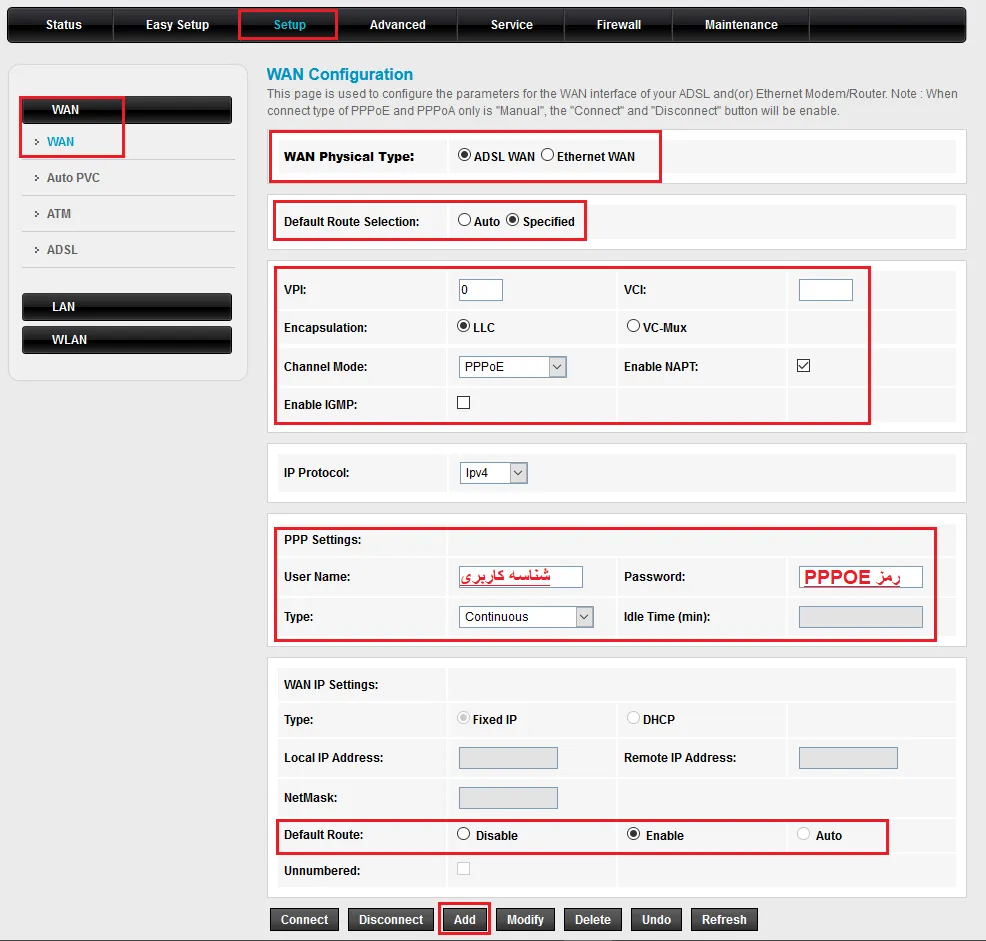 Status Easy Setup Setup Advanced Service Firewall Maintenance
WAN
WAN
Auto PVC
ATM
ADSL
LAN
WLAN
WAN Configuration
This page is used to configure the parameters for the WAN interface of your ADSL and(or) Ethernet Modem/Router. Note : When
connect type of PPPoE and PPPoA only is "Manual", the "Connect" and "Disconnect" button will be enable.
WAN Physical Type: ADSL WAN Ethernet WAN
Default Route Selection: Auto Specified
VPI: 0 VCI:
Encapsulation: LLC VC-Mux
Channel Mode: PPPoE Enable NAPT:
Enable IGMP:
IP Protocol: Ipv4
PPP Settings:
User Name: شناسه کاربری Password: رمز PPPOE
Type: Continuous Idle Time (min):
WAN IP Settings:
Type: Fixed IP DHCP
Local IP Address: Remote IP Address:
NetMask:
Default Route: Disable Enable Auto
Unnumbered:
Connect Disconnect Add Modify Delete Undo Refresh